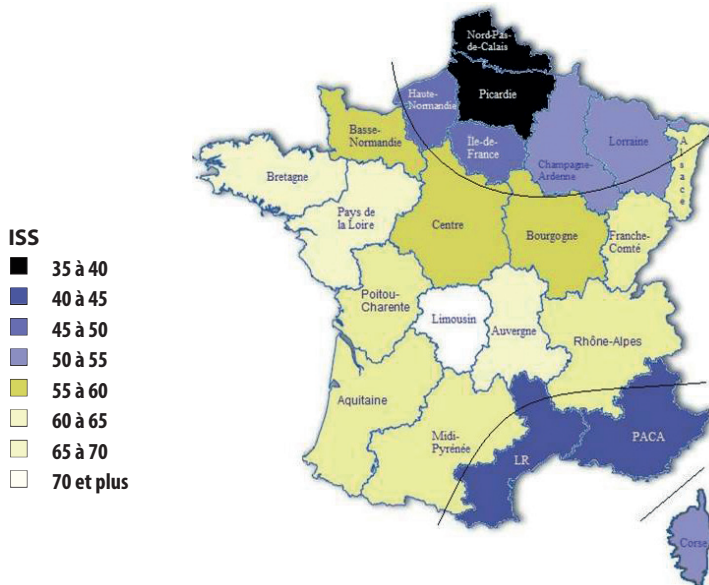 Nord-Pas-
de-Calais
Haute-
Normandie
Picardie
Basse-
Normandie
Île-de-
France
Champagne-
Ardenne
Lorraine
Alsace
Bretagne
Pays de
la Loire
Centre
Bourgogne
Franche-
Comté
Poitou-
Charente
Limousin
Auvergne
Rhône-Alpes
Aquitaine
Midi-
Pyrénée
LR
PACA
Corse
ISS
35 à 40
40 à 45
45 à 50
50 à 55
55 à 60
60 à 65
65 à 70
70 et plus